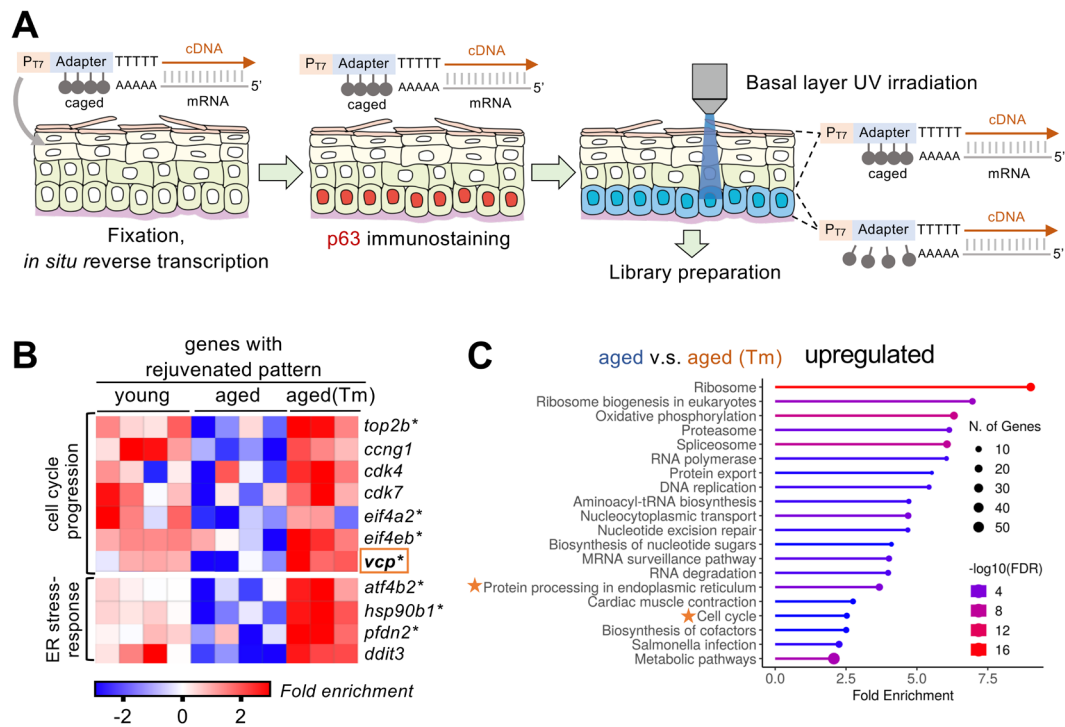 A
PT7 Adapter TTTTT cDNA
caged AAAAA mRNA 5'
PT7 Adapter TTTTT cDNA
caged AAAAA mRNA 5'
Basal layer UV irradiation
PT7 Adapter TTTTT cDNA
caged AAAAA mRNA
5'
PT7 Adapter TTTTT cDNA
AAAAA 5'
mRNA
Fixation,
in situ reverse transcription
p63 immunostaining
Library preparation
B
genes with
rejuvenated pattern
young aged aged(Tm)
cell cycle
progression
top2b*
ccng1
cdk4
cdk7
eif4a2*
eif4eb*
vcp*
ER stress-
response
atf4b2*
hsp90b1*
pfdn2*
ddit3
-2 0 2
Fold enrichment
C
aged v.s. aged (Tm) upregulated
Ribosome
Ribosome biogenesis in eukaryotes
Oxidative phosphorylation
Proteasome
Spliceosome
RNA polymerase
Protein export
DNA replication
Aminoacyl-tRNA biosynthesis
Nucleocytoplasmic transport
Nucleotide excision repair
Biosynthesis of nucleotide sugars
MRNA surveillance pathway
RNA degradation
Protein processing in endoplasmic reticulum
Cardiac muscle contraction
Cell cycle
Biosynthesis of cofactors
Salmonella infection
Metabolic pathways
0.0 2.5 5.0 7.5
Fold Enrichment
N. of Genes
10
20
30
40
50
-log10(FDR)
4
8
12
16